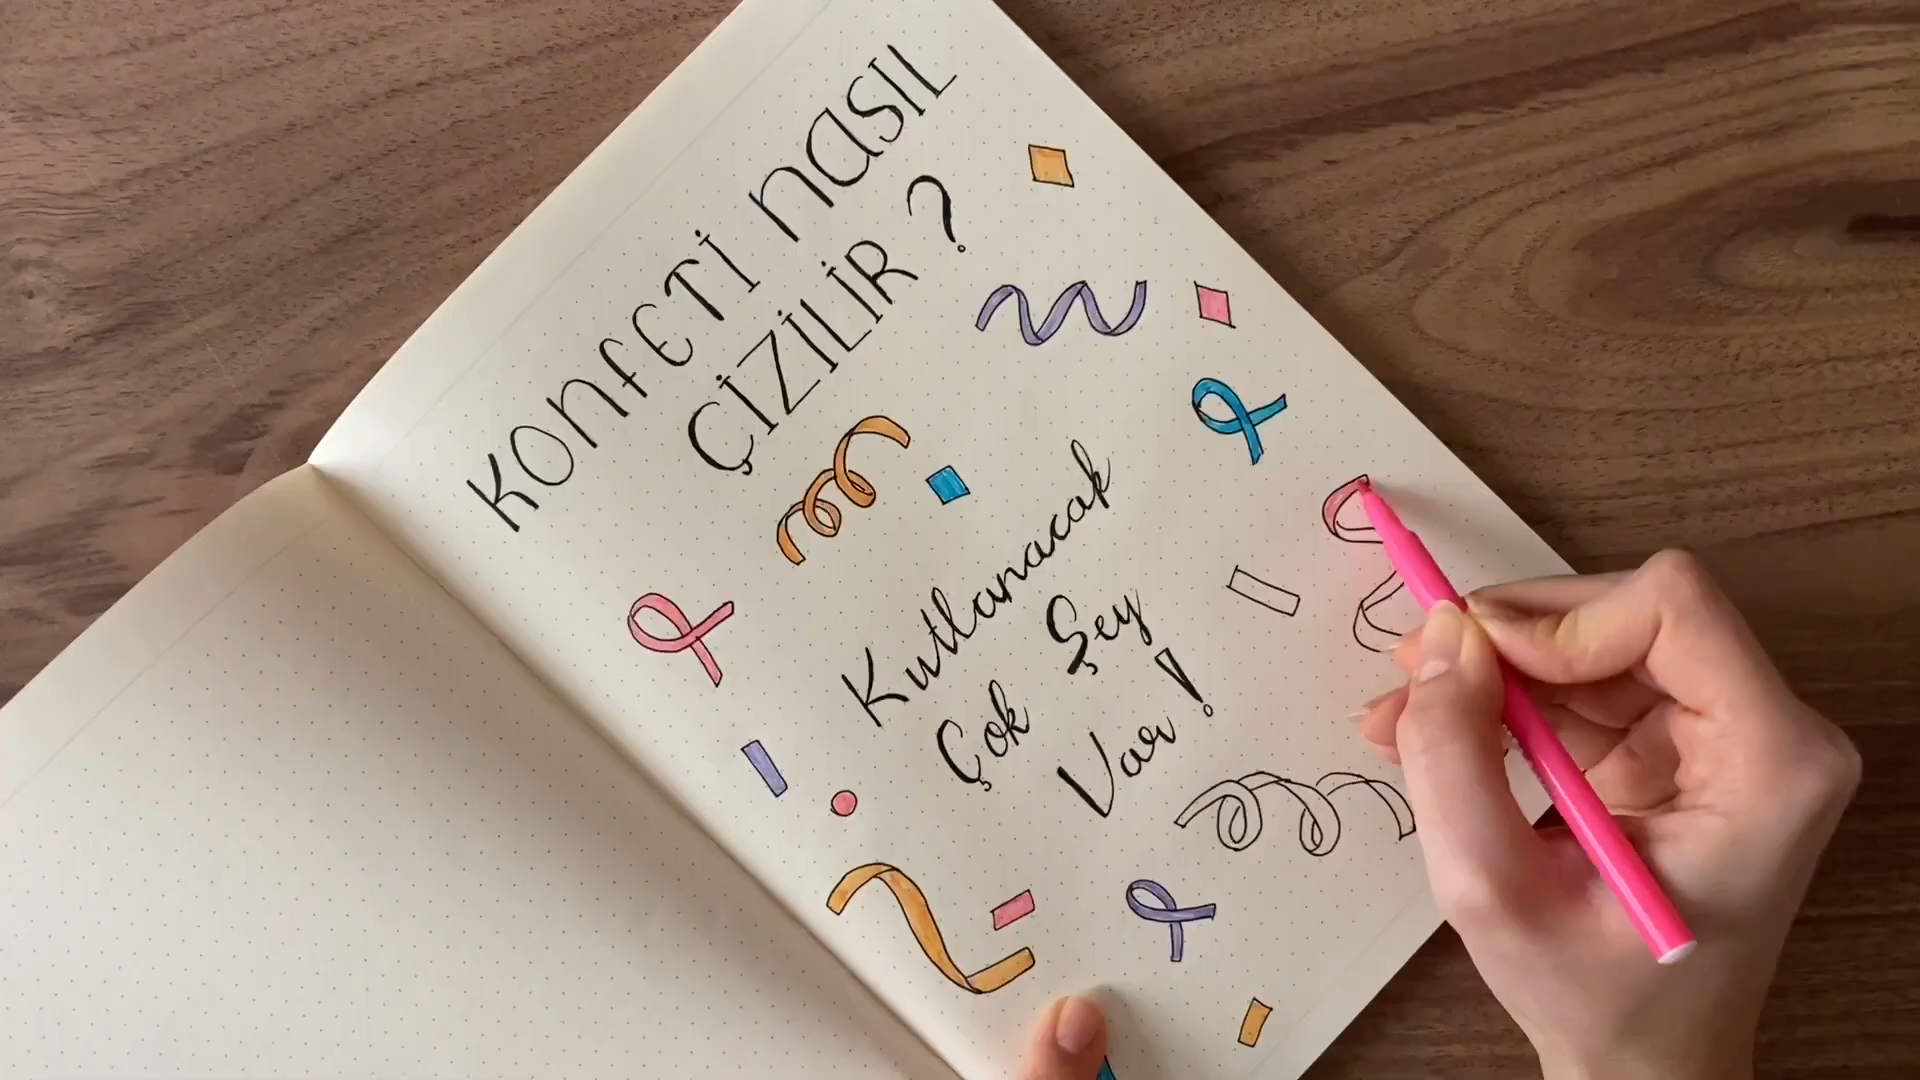 KONFETİ NASIL
ÇİZİLİR ?
Kutlanacak
Çok Şey
Var !